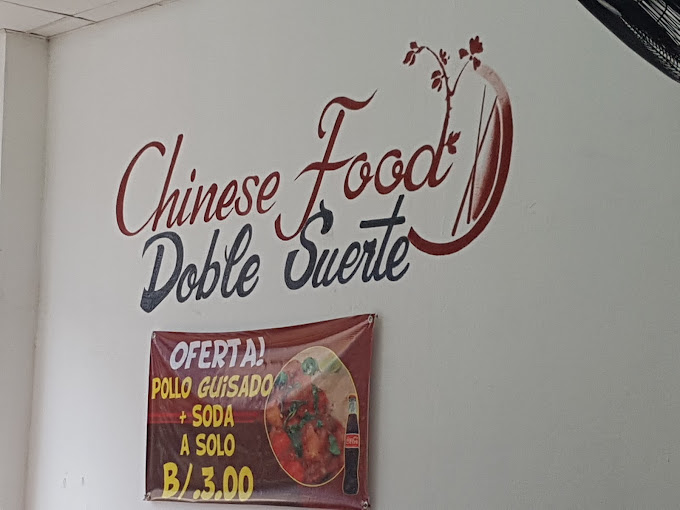 Chinese Food
Doble Suerte
OFERTA!
POLLO GUISADO
+ SODA
A SOLO
B/.3.00